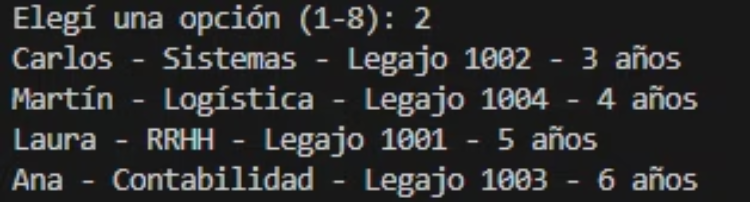 Elegí una opción (1-8): 2
Carlos - Sistemas - Legajo 1002 - 3 años
Martín - Logística - Legajo 1004 - 4 años
Laura - RRHH - Legajo 1001 - 5 años
Ana - Contabilidad - Legajo 1003 - 6 años